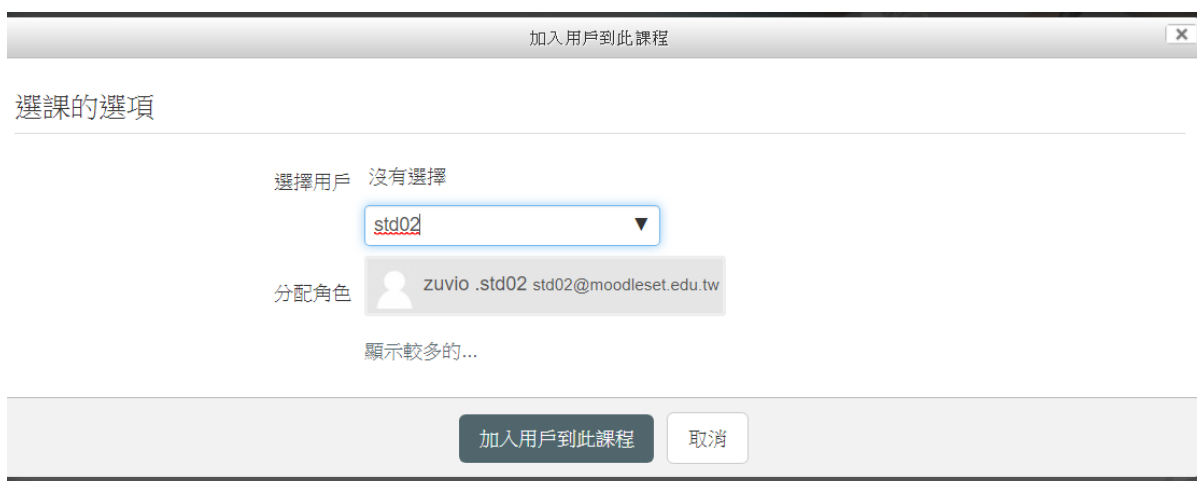 加入用戶到此課程
選課的選項
選擇用戶 沒有選擇
std02
分配角色 zuvio .std02 std02@moodleset.edu.tw
顯示較多的...
加入用戶到此課程 取消